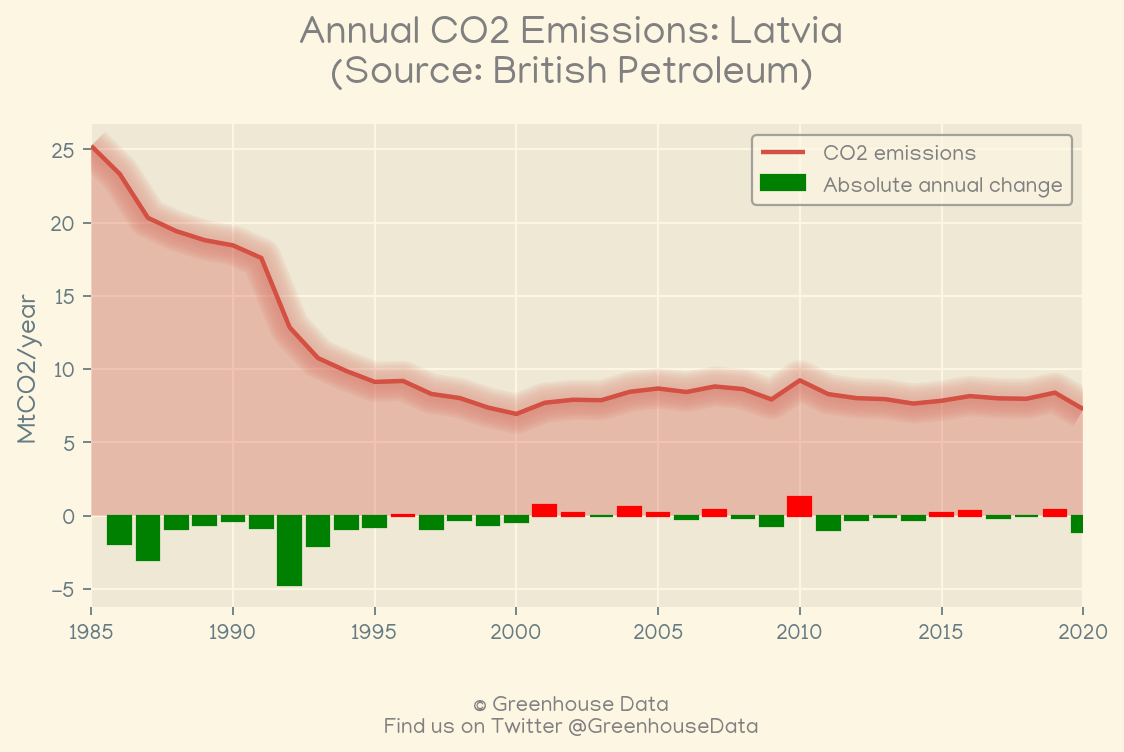 Annual CO2 Emissions: Latvia
(Source: British Petroleum)
25
20
15
10
5
0
−5
MtCO2/year
CO2 emissions
Absolute annual change
1985 1990 1995 2000 2005 2010 2015 2020
© Greenhouse Data
Find us on Twitter @GreenhouseData